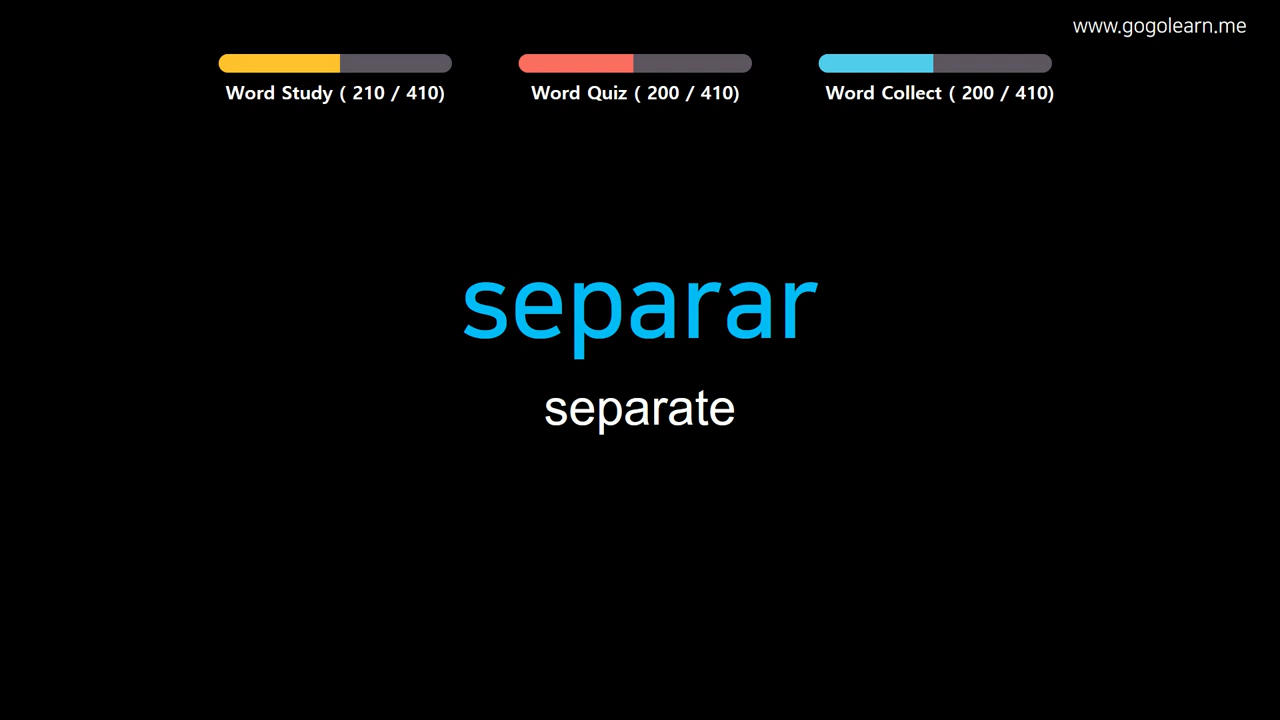 www.gogolearn.me
Word Study ( 210 / 410)
Word Quiz ( 200 / 410)
Word Collect ( 200 / 410)
separar
separate